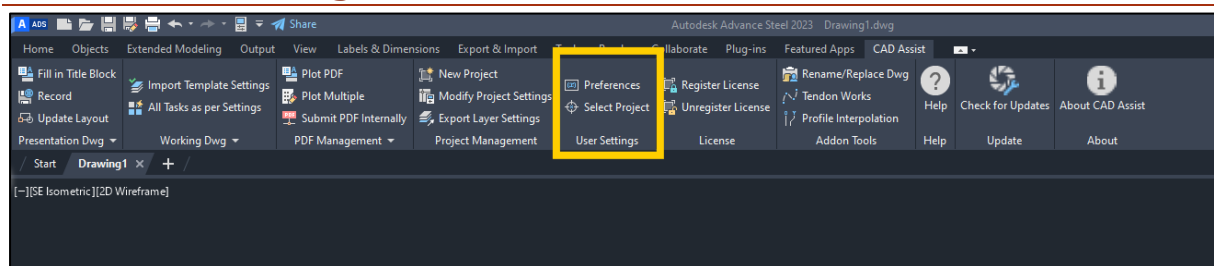 A ADS Share Autodesk Advance Steel 2023 Drawing1.dwg
Home Objects Extended Modeling Output View Labels & Dimensions Export & Import Collaborate Plug-ins Featured Apps CAD Assist
Fill in Title Block Import Template Settings Plot PDF New Project Preferences Register License Rename/Replace Dwg
Record All Tasks as per Settings Plot Multiple Modify Project Settings Select Project Unregister License Tendon Works Help Check for Updates About CAD Assist
Update Layout Submit PDF Internally Export Layer Settings Profile Interpolation
Presentation Dwg Working Dwg PDF Management Project Management User Settings License Addon Tools Help Update About
Start Drawing1
[−][SE Isometric][2D Wireframe]